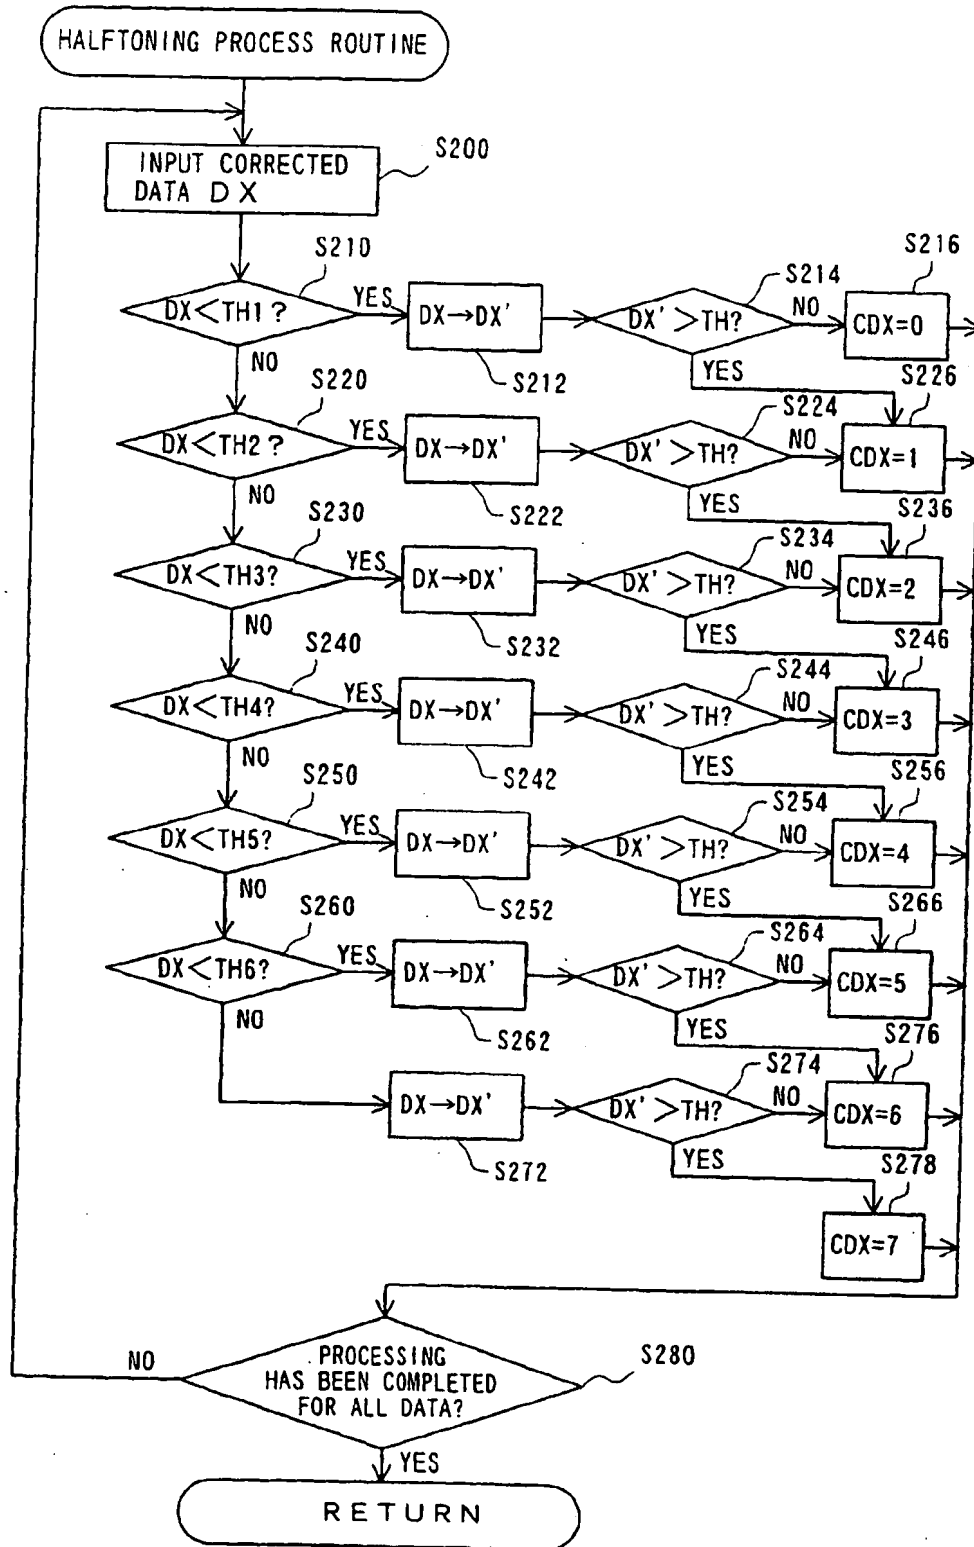 HALFTONING PROCESS ROUTINE
S200
INPUT CORRECTED
DATA DX
S210
DX<TH1?
YES
DX→DX'
S212
S214
DX'>TH?
NO
S216
CDX=0
NO
YES
S220
DX<TH2?
YES
DX→DX'
S222
S224
DX'>TH?
NO
S226
CDX=1
NO
YES
S230
DX<TH3?
YES
DX→DX'
S232
S234
DX'>TH?
NO
S236
CDX=2
NO
YES
S240
DX<TH4?
YES
DX→DX'
S242
S244
DX'>TH?
NO
S246
CDX=3
NO
YES
S250
DX<TH5?
YES
DX→DX'
S252
S254
DX'>TH?
NO
S256
CDX=4
NO
YES
S260
DX<TH6?
YES
DX→DX'
S262
S264
DX'>TH?
NO
S266
CDX=5
NO
YES
DX→DX'
S272
S274
DX'>TH?
NO
S276
CDX=6
YES
S278
CDX=7
NO
PROCESSING
HAS BEEN COMPLETED
FOR ALL DATA?
S280
YES
RETURN